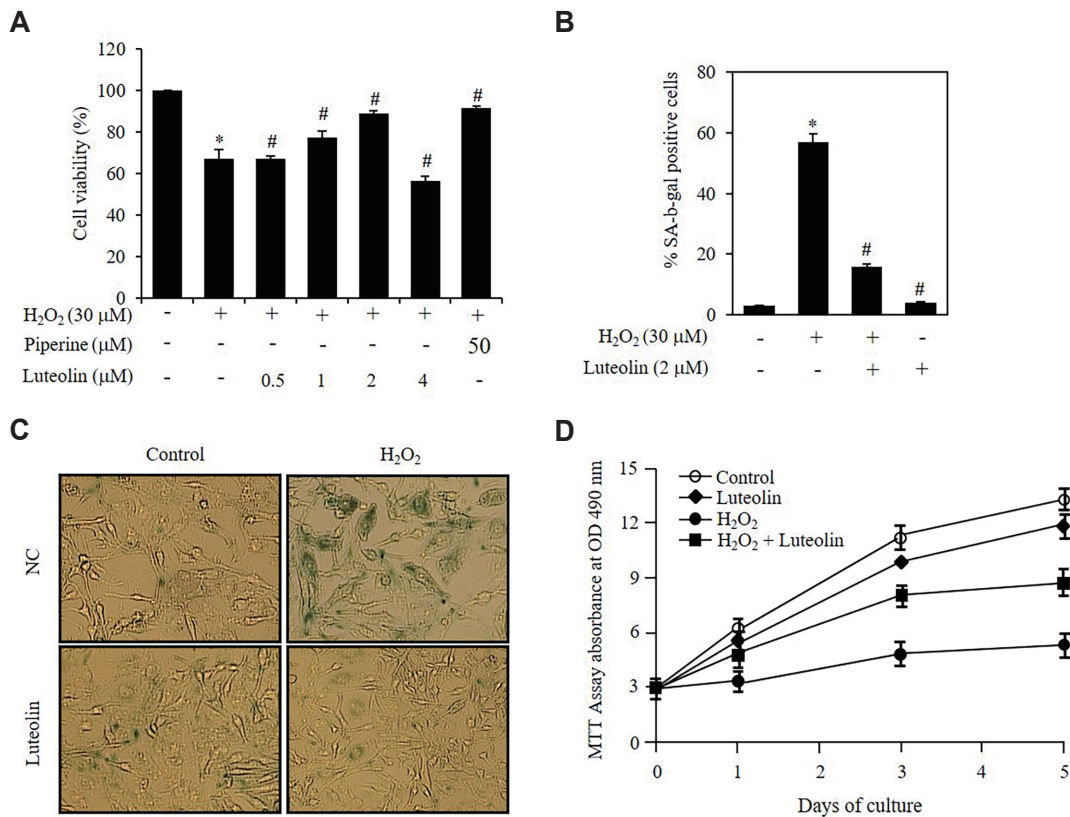 A
120
100
80
60
40
20
0
Cell viability (%)
* # # # # #
H₂O₂ (30 µM) - + + + + + +
Piperine (µM) - - - - - - 50
Luteolin (µM) - - 0.5 1 2 4 -
B
80
60
40
20
0
% SA-b-gal positive cells
* # #
H₂O₂ (30 µM) - + + -
Luteolin (2 µM) - - + +
C
Control H₂O₂
NC
Luteolin
D
15
12
9
6
3
0
MTT Assay absorbance at OD 490 nm
Control
Luteolin
H₂O₂
H₂O₂ + Luteolin
0 1 2 3 4 5
Days of culture